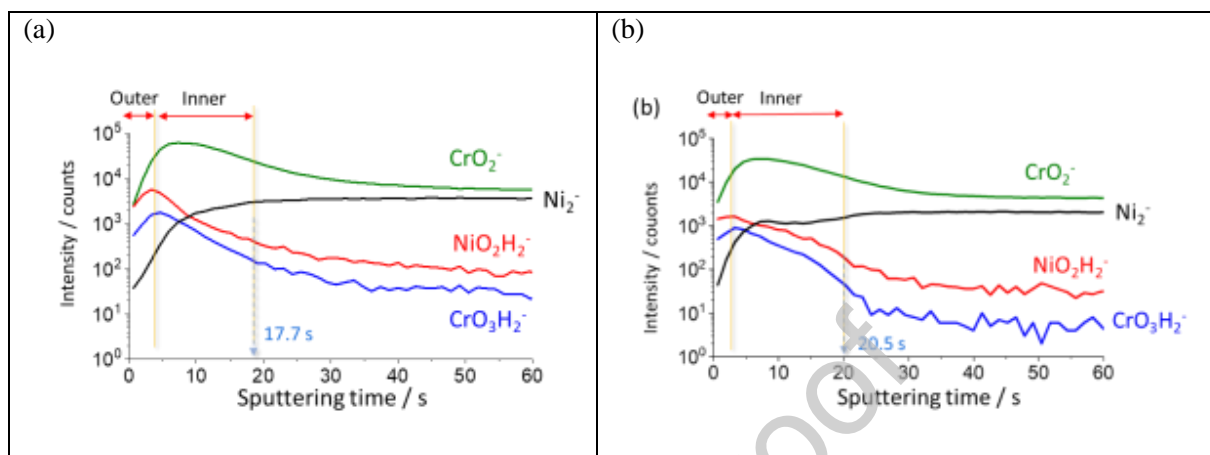 (a)
Outer Inner
10⁵
10⁴
10³
10²
10¹
10⁰
Intensity / counts
CrO₂⁻
Ni₂⁻
NiO₂H₂⁻
CrO₃H₂⁻
17.7 s
0 10 20 30 40 50 60
Sputtering time / s
(b)
(b)
Outer Inner
10⁵
10⁴
10³
10²
10¹
10⁰
Intensity / couonts
CrO₂⁻
Ni₂⁻
NiO₂H₂⁻
CrO₃H₂⁻
20.5 s
0 10 20 30 40 50 60
Sputtering time / s
oof